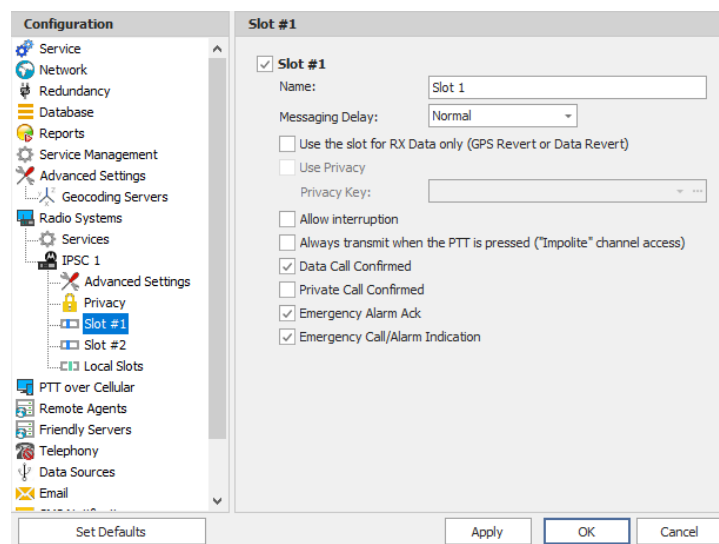 Configuration
Service
Network
Redundancy
Database
Reports
Service Management
Advanced Settings
Geocoding Servers
Radio Systems
Services
IPSC 1
Advanced Settings
Privacy
Slot #1
Slot #2
Local Slots
PTT over Cellular
Remote Agents
Friendly Servers
Telephony
Data Sources
Email
Set Defaults
Slot #1
Slot #1
Name: Slot 1
Messaging Delay: Normal
Use the slot for RX Data only (GPS Revert or Data Revert)
Use Privacy
Privacy Key:
Allow interruption
Always transmit when the PTT is pressed ("Impolite" channel access)
Data Call Confirmed
Private Call Confirmed
Emergency Alarm Ack
Emergency Call/Alarm Indication
Apply OK Cancel